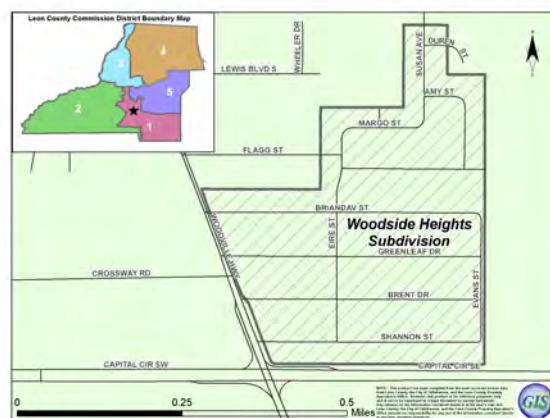 Leon County Commission District Boundary Map
3
4
5
2
1
WHEELER DR
LEWIS BLVD S
SUSAN AVE
DUREN ST
AMY ST
MARGO ST
FLAGG ST
BRIANDAV ST
EIRE ST
Woodside Heights
Subdivision
GREENLEAF DR
WOODVILLE HWY
CROSSWAY RD
BRENT DR
EVANS ST
SHANNON ST
CAPITAL CIR SW
CAPITAL CIR SE
0
0.25
0.5
Miles
GIS